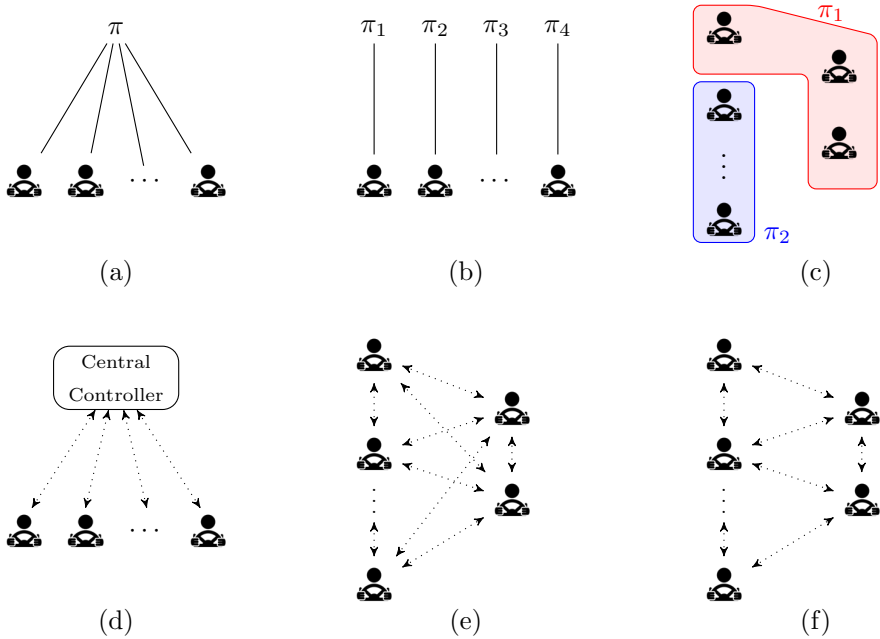 π
π₁ π₂ π₃ π₄
π₁
. . .
. . .
π₂
(a) (b) (c)
Central
Controller
. . .
(d) (e) (f)